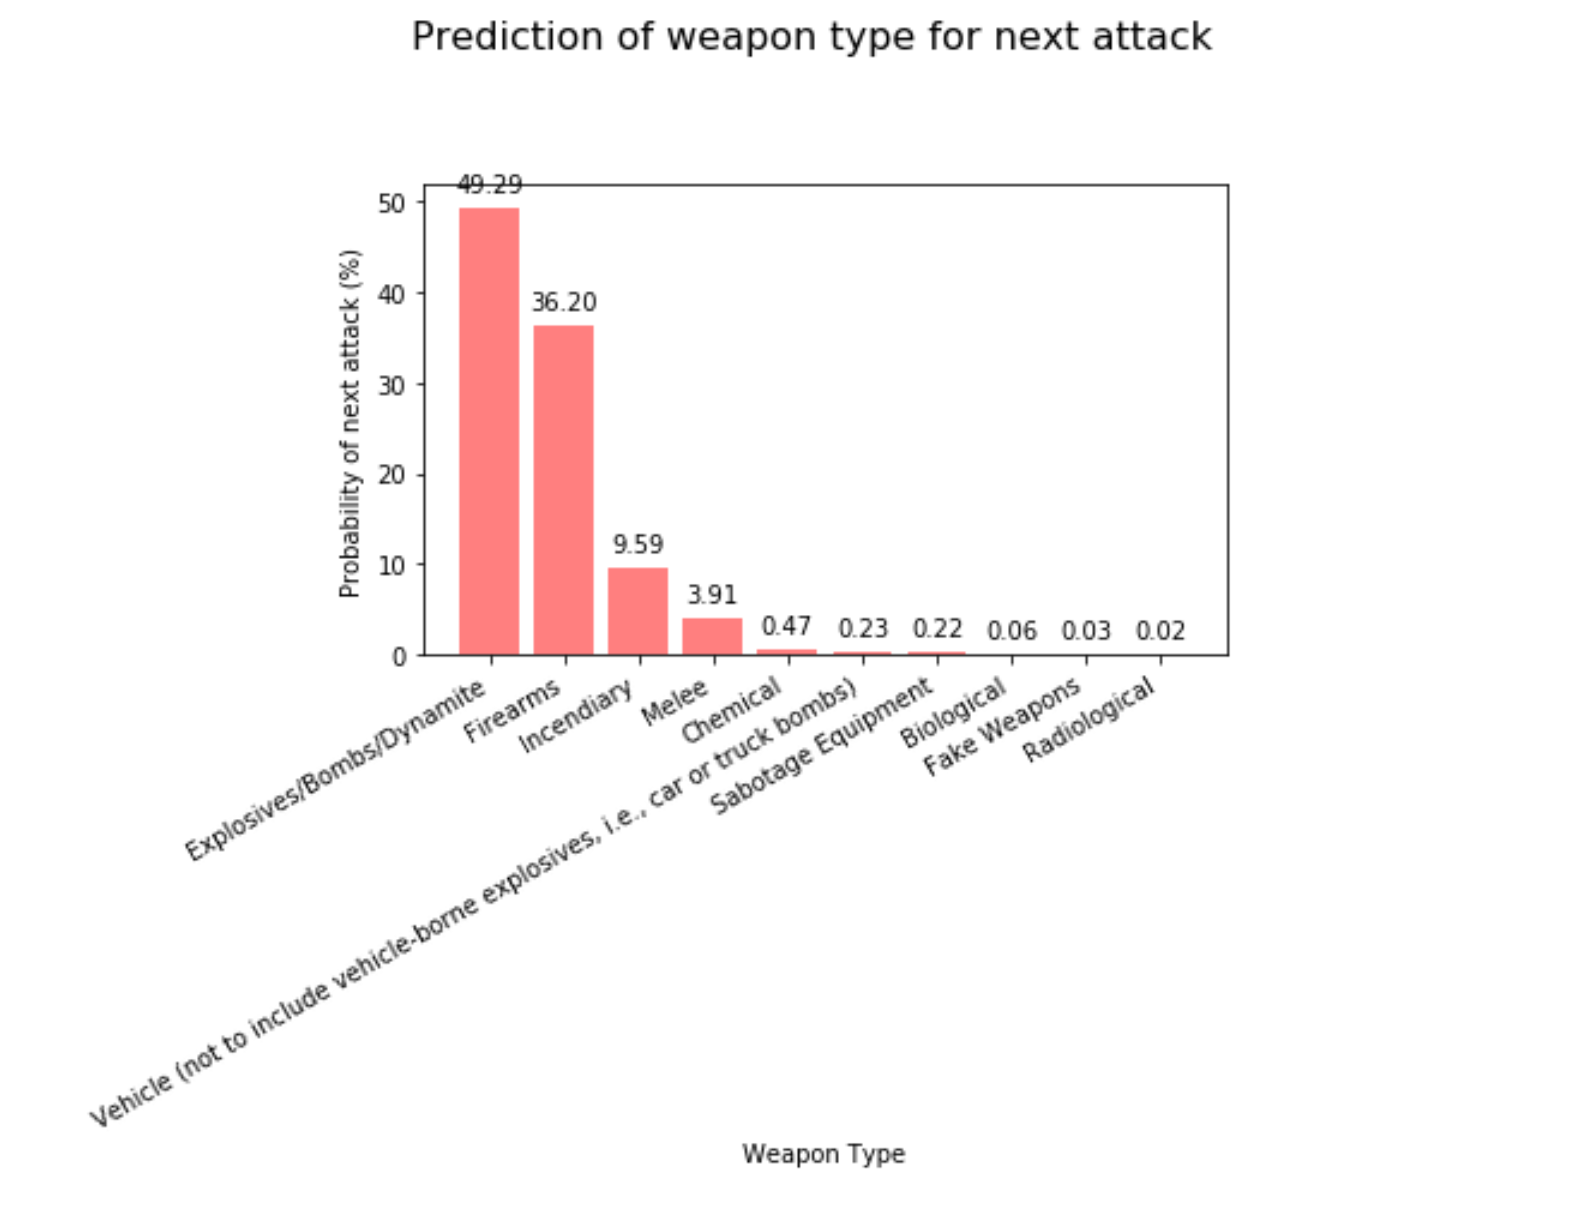 Prediction of weapon type for next attack
Probability of next attack (%)
50
40
30
20
10
0
49.29
36.20
9.59
3.91
0.47
0.23
0.22
0.06
0.03
0.02
Explosives/Bombs/Dynamite
Firearms
Incendiary
Melee
Chemical
Vehicle (not to include vehicle-borne explosives, i.e., car or truck bombs)
Sabotage Equipment
Biological
Fake Weapons
Radiological
Weapon Type